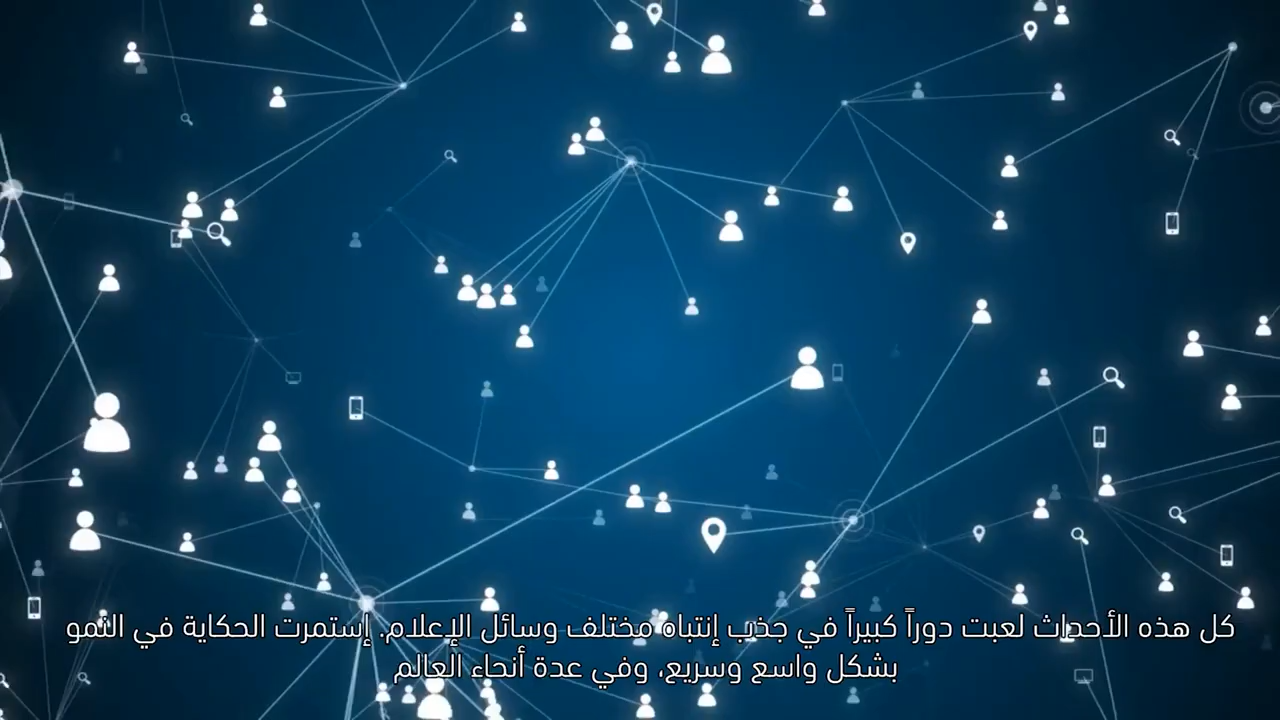 كل هذه الأحداث لعبت دوراً كبيراً في جذب إنتباه مختلف وسائل الإعلام. إستمرت الحكاية في النمو
بشكل واسع وسريع، وفي عدة أنحاء العالم